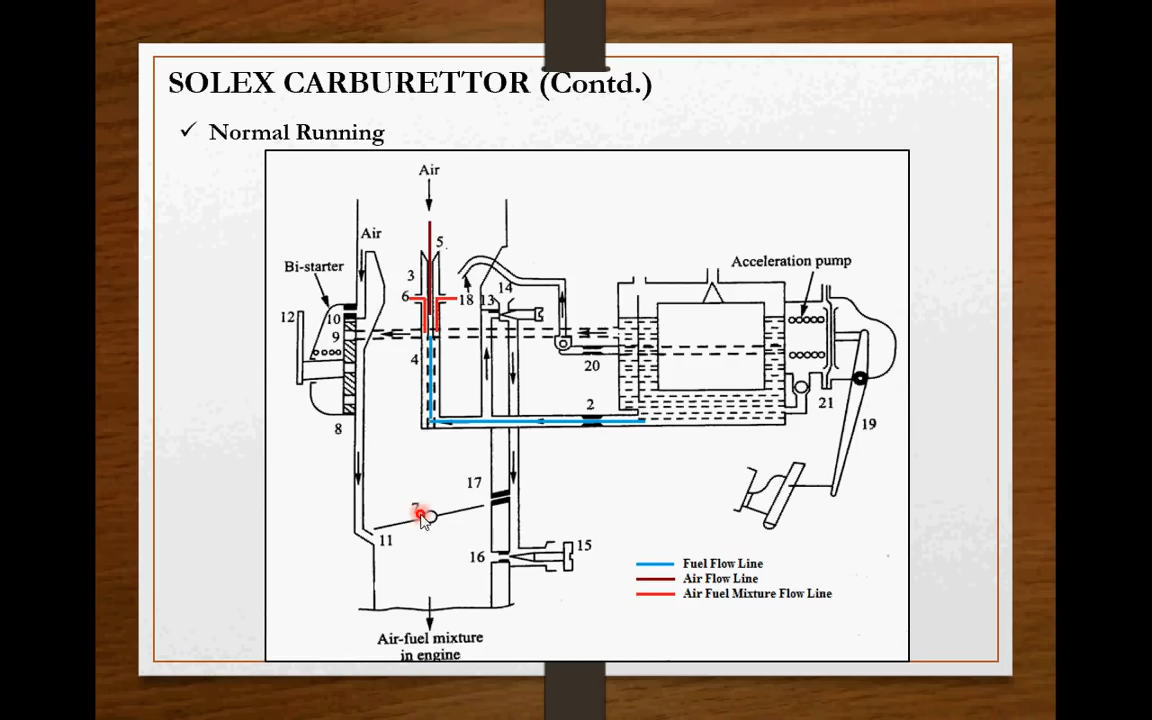 SOLEX CARBURETTOR (Contd.)
✓ Normal Running
Air
Air
5
Bi-starter
3
Acceleration pump
6
18
13
14
12
10
9
4
20
2
21
8
19
17
7
11
16
15
Fuel Flow Line
Air Flow Line
Air Fuel Mixture Flow Line
Air-fuel mixture
in engine